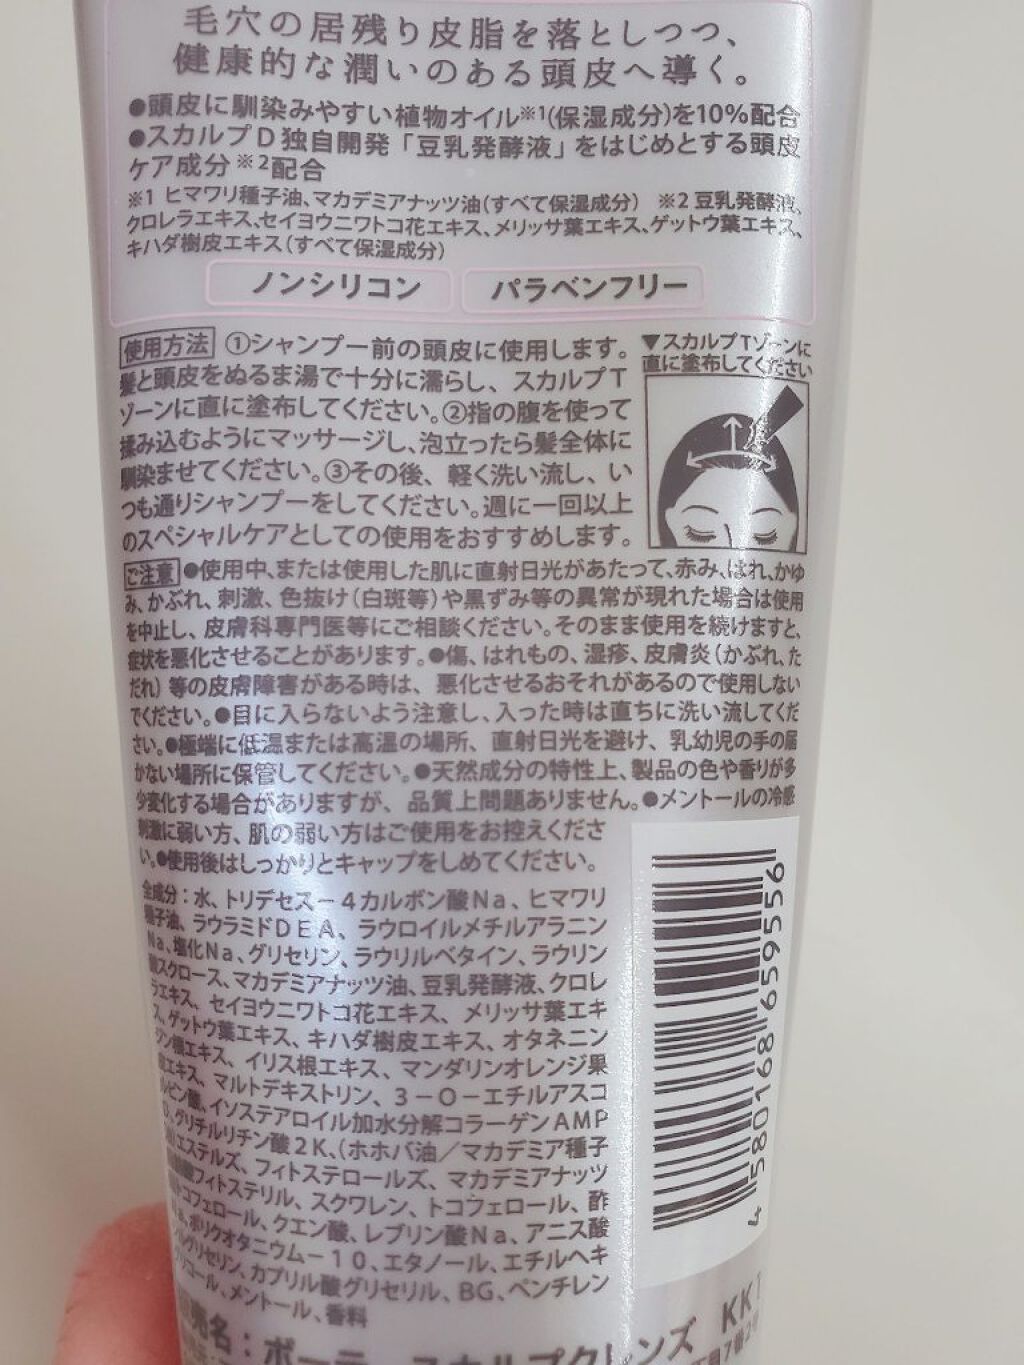 毛穴の居残り皮脂を落としつつ、
健康的な潤いのある頭皮へ導く。
●頭皮に馴染みやすい植物オイル※1(保湿成分)を10%配合
●スカルプD独自開発「豆乳発酵液」をはじめとする頭皮
ケア成分※2配合
※1 ヒマワリ種子油、マカデミアナッツ油(すべて保湿成分) ※2 豆乳発酵液、
クロレラエキス、セイヨウニワトコ花エキス、メリッサ葉エキス、ゲットウ葉エキス、
キハダ樹皮エキス(すべて保湿成分)
ノンシリコン パラベンフリー
使用方法 ①シャンプー前の頭皮に使用します。
髪と頭皮をぬるま湯で十分に濡らし、スカルプT
ゾーンに直に塗布してください。②指の腹を使って
揉み込むようにマッサージし、泡立ったら髪全体に
馴染ませてください。③その後、軽く洗い流し、い
つも通りシャンプーをしてください。週に一回以上
のスペシャルケアとしての使用をおすすめします。
▼スカルプTゾーンに
直に塗布してください
ご注意 ●使用中、または使用した肌に直射日光があたって、赤み、はれ、かゆ
み、かぶれ、刺激、色抜け(白斑等)や黒ずみ等の異常が現れた場合は使用
を中止し、皮膚科専門医等にご相談ください。そのまま使用を続けますと、
症状を悪化させることがあります。●傷、はれもの、湿疹、皮膚炎(かぶれ、た
だれ)等の皮膚障害がある時は、悪化させるおそれがあるので使用しない
でください。●目に入らないよう注意し、入った時は直ちに洗い流してくだ
さい。●極端に低温または高温の場所、直射日光を避け、乳幼児の手の届
かない場所に保管してください。●天然成分の特性上、製品の色や香りが多
少変化する場合がありますが、品質上問題ありません。●メントールの冷感
刺激に弱い方、肌の弱い方はご使用をお控えくださ
い。●使用後はしっかりとキャップをしめてください。
全成分：水、トリデセス－4カルボン酸Na、ヒマワリ
種子油、ラウラミドDEA、ラウロイルメチルアラニン
Na、塩化Na、グリセリン、ラウリルベタイン、ラウリン
酸スクロース、マカデミアナッツ油、豆乳発酵液、クロレ
ラエキス、セイヨウニワトコ花エキス、メリッサ葉エキ
ス、ゲットウ葉エキス、キハダ樹皮エキス、オタネニン
ジン根エキス、イリス根エキス、マンダリンオレンジ果
皮エキス、マルトデキストリン、3－O－エチルアスコ
ルビン酸、イソステアロイル加水分解コラーゲンAMP
D、グリチルリチン酸2K、(ホホバ油／マカデミア種子
油)エステルズ、フィトステロールズ、マカデミアナッツ
フィトステリル、スクワレン、トコフェロール、酢
トコフェロール、クエン酸、レブリン酸Na、アニス酸
、ポリクオタニウム－10、エタノール、エチルヘキ
ルグリセリン、カプリル酸グリセリル、BG、ペンチレン
グリコール、メントール、香料
売名：ボーテ スカルプクレンズ KK1
7番2
4 580168 659556